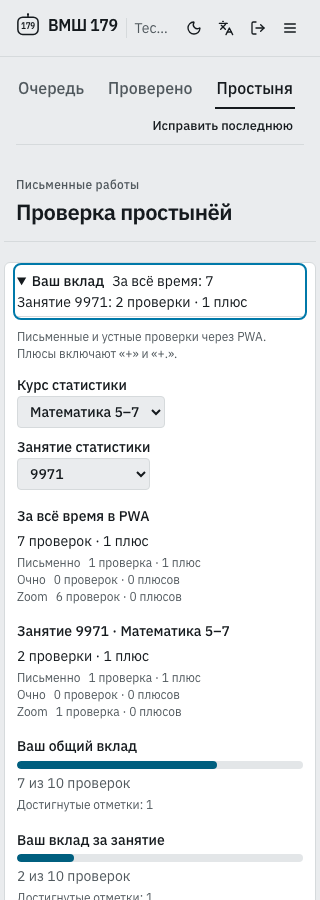 179
ВМШ 179
Тес...
Очередь Проверено Простыня
Исправить последнюю
Письменные работы
Проверка простынёй
▼ Ваш вклад За всё время: 7
Занятие 9971: 2 проверки · 1 плюс
Письменные и устные проверки через PWA.
Плюсы включают «+» и «+.».
Курс статистики
Математика 5–7
Занятие статистики
9971
За всё время в PWA
7 проверок · 1 плюс
Письменно 1 проверка · 1 плюс
Очно 0 проверок · 0 плюсов
Zoom 6 проверок · 0 плюсов
Занятие 9971 · Математика 5–7
2 проверки · 1 плюс
Письменно 1 проверка · 1 плюс
Очно 0 проверок · 0 плюсов
Zoom 1 проверка · 0 плюсов
Ваш общий вклад
7 из 10 проверок
Достигнутые отметки: 1
Ваш вклад за занятие
2 из 10 проверок
Достигнутые отметки: 1